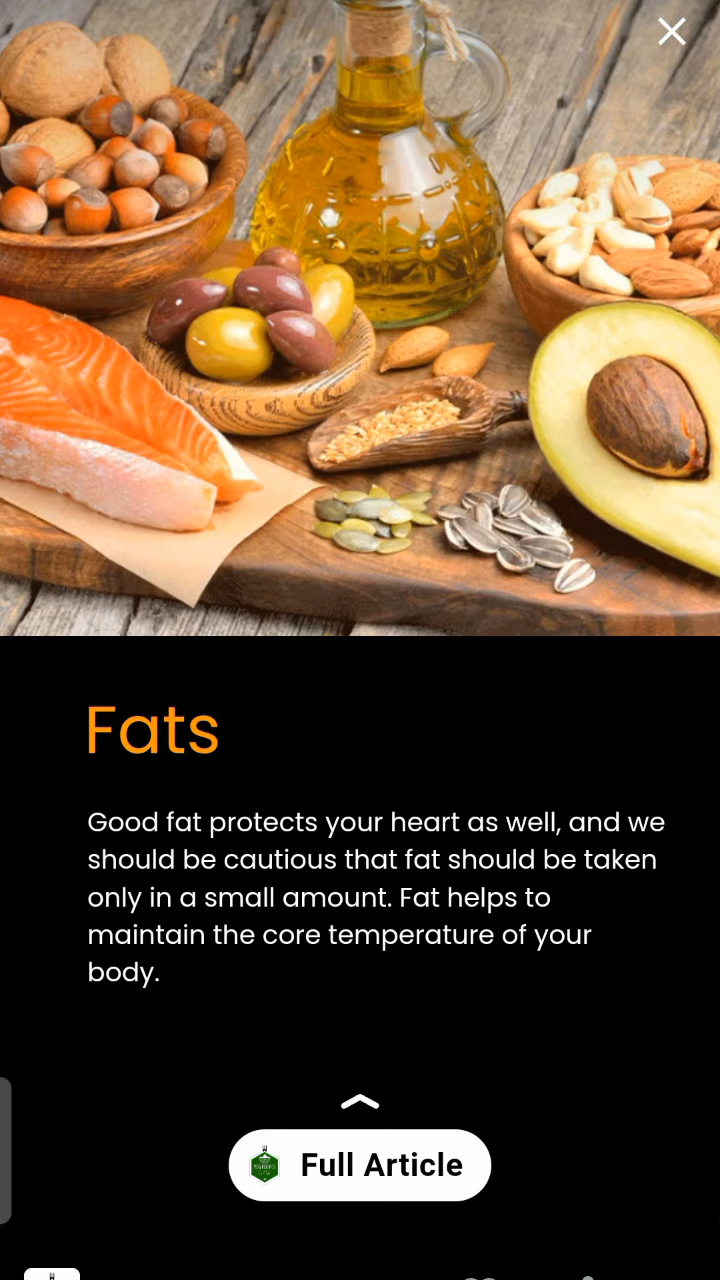 Fats
Good fat protects your heart as well, and we
should be cautious that fat should be taken
only in a small amount. Fat helps to
maintain the core temperature of your
body.
Full Article